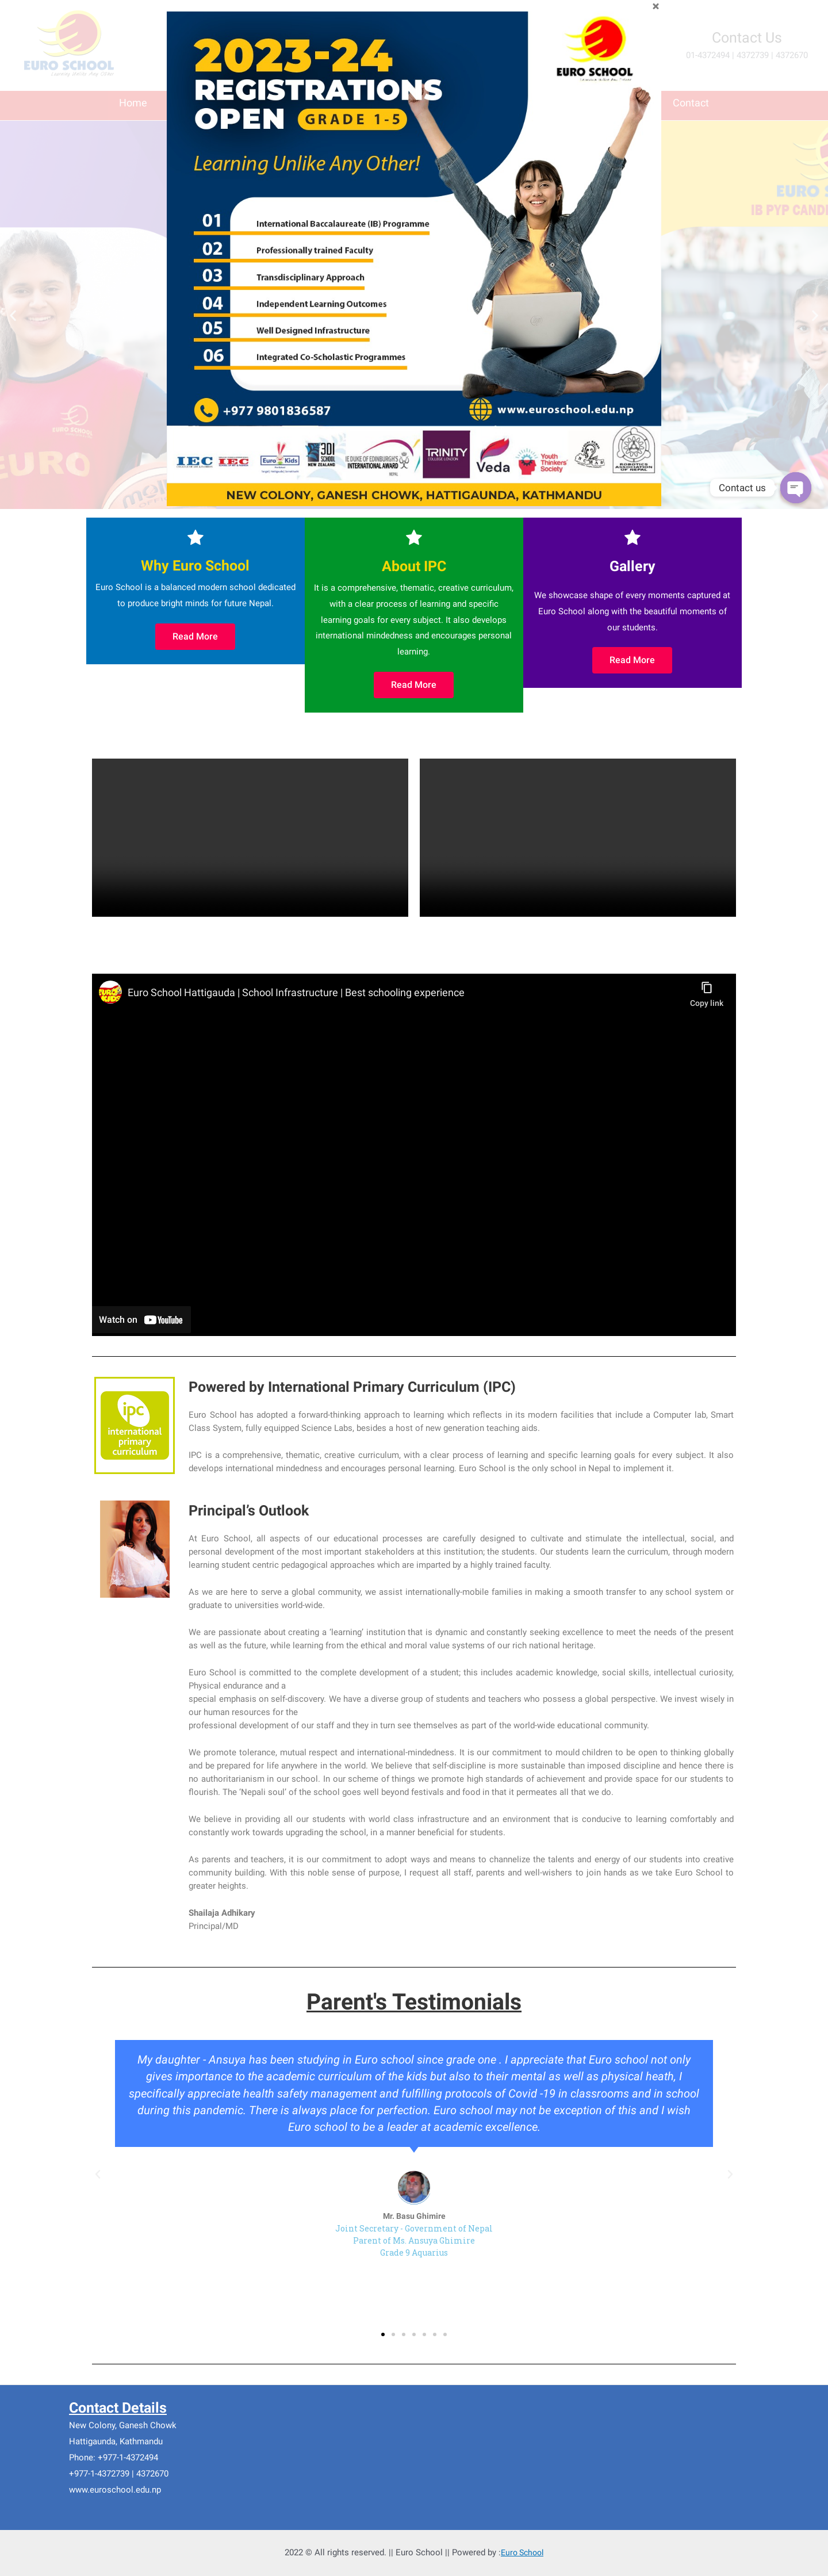 ×
EURO SCHOOL
Contact Us
01-4372494 | 4372739 | 4372670
Home
Contact
2023-24
REGISTRATIONS
OPEN GRADE 1-5
EURO SCHOOL
Learning Unlike Any Other!
01 International Baccalaureate (IB) Programme
02 Professionally trained Faculty
03 Transdisciplinary Approach
04 Independent Learning Outcomes
05 Well Designed Infrastructure
06 Integrated Co-Scholastic Programmes
+977 9801836587
www.euroschool.edu.np
IEC IEC
Euro Kids
3DI SCHOOL NEW ZEALAND
THE DUKE OF EDINBURGH'S
INTERNATIONAL AWARD
TRINITY
COLLEGE LONDON
Veda
Youth Thinkers' Society
ROBOTICS ASSOCIATION OF NEPAL
NEW COLONY, GANESH CHOWK, HATTIGAUNDA, KATHMANDU
EURO S
IB PYP CANDI
EURO
Contact us
Why Euro School
Euro School is a balanced modern school dedicated
to produce bright minds for future Nepal.
Read More
About IPC
It is a comprehensive, thematic, creative curriculum,
with a clear process of learning and specific
learning goals for every subject. It also develops
international mindedness and encourages personal
learning.
Read More
Gallery
We showcase shape of every moments captured at
Euro School along with the beautiful moments of
our students.
Read More
Euro School Hattigauda | School Infrastructure | Best schooling experience
Copy link
Watch on YouTube
ipc
international
primary
curriculum
Powered by International Primary Curriculum (IPC)
Euro School has adopted a forward-thinking approach to learning which reflects in its modern facilities that include a Computer lab, Smart
Class System, fully equipped Science Labs, besides a host of new generation teaching aids.
IPC is a comprehensive, thematic, creative curriculum, with a clear process of learning and specific learning goals for every subject. It also
develops international mindedness and encourages personal learning. Euro School is the only school in Nepal to implement it.
Principal’s Outlook
At Euro School, all aspects of our educational processes are carefully designed to cultivate and stimulate the intellectual, social, and
personal development of the most important stakeholders at this institution; the students. Our students learn the curriculum, through modern
learning student centric pedagogical approaches which are imparted by a highly trained faculty.
As we are here to serve a global community, we assist internationally-mobile families in making a smooth transfer to any school system or
graduate to universities world-wide.
We are passionate about creating a ‘learning’ institution that is dynamic and constantly seeking excellence to meet the needs of the present
as well as the future, while learning from the ethical and moral value systems of our rich national heritage.
Euro School is committed to the complete development of a student; this includes academic knowledge, social skills, intellectual curiosity,
Physical endurance and a
special emphasis on self-discovery. We have a diverse group of students and teachers who possess a global perspective. We invest wisely in
our human resources for the
professional development of our staff and they in turn see themselves as part of the world-wide educational community.
We promote tolerance, mutual respect and international-mindedness. It is our commitment to mould children to be open to thinking globally
and be prepared for life anywhere in the world. We believe that self-discipline is more sustainable than imposed discipline and hence there is
no authoritarianism in our school. In our scheme of things we promote high standards of achievement and provide space for our students to
flourish. The ‘Nepali soul’ of the school goes well beyond festivals and food in that it permeates all that we do.
We believe in providing all our students with world class infrastructure and an environment that is conducive to learning comfortably and
constantly work towards upgrading the school, in a manner beneficial for students.
As parents and teachers, it is our commitment to adopt ways and means to channelize the talents and energy of our students into creative
community building. With this noble sense of purpose, I request all staff, parents and well-wishers to join hands as we take Euro School to
greater heights.
Shailaja Adhikary
Principal/MD
Parent's Testimonials
My daughter - Ansuya has been studying in Euro school since grade one . I appreciate that Euro school not only
gives importance to the academic curriculum of the kids but also to their mental as well as physical heath, I
specifically appreciate health safety management and fulfilling protocols of Covid -19 in classrooms and in school
during this pandemic. There is always place for perfection. Euro school may not be exception of this and I wish
Euro school to be a leader at academic excellence.
Mr. Basu Ghimire
Joint Secretary - Government of Nepal
Parent of Ms. Ansuya Ghimire
Grade 9 Aquarius
Contact Details
New Colony, Ganesh Chowk
Hattigaunda, Kathmandu
Phone: +977-1-4372494
+977-1-4372739 | 4372670
www.euroschool.edu.np
2022 © All rights reserved. || Euro School || Powered by :Euro School